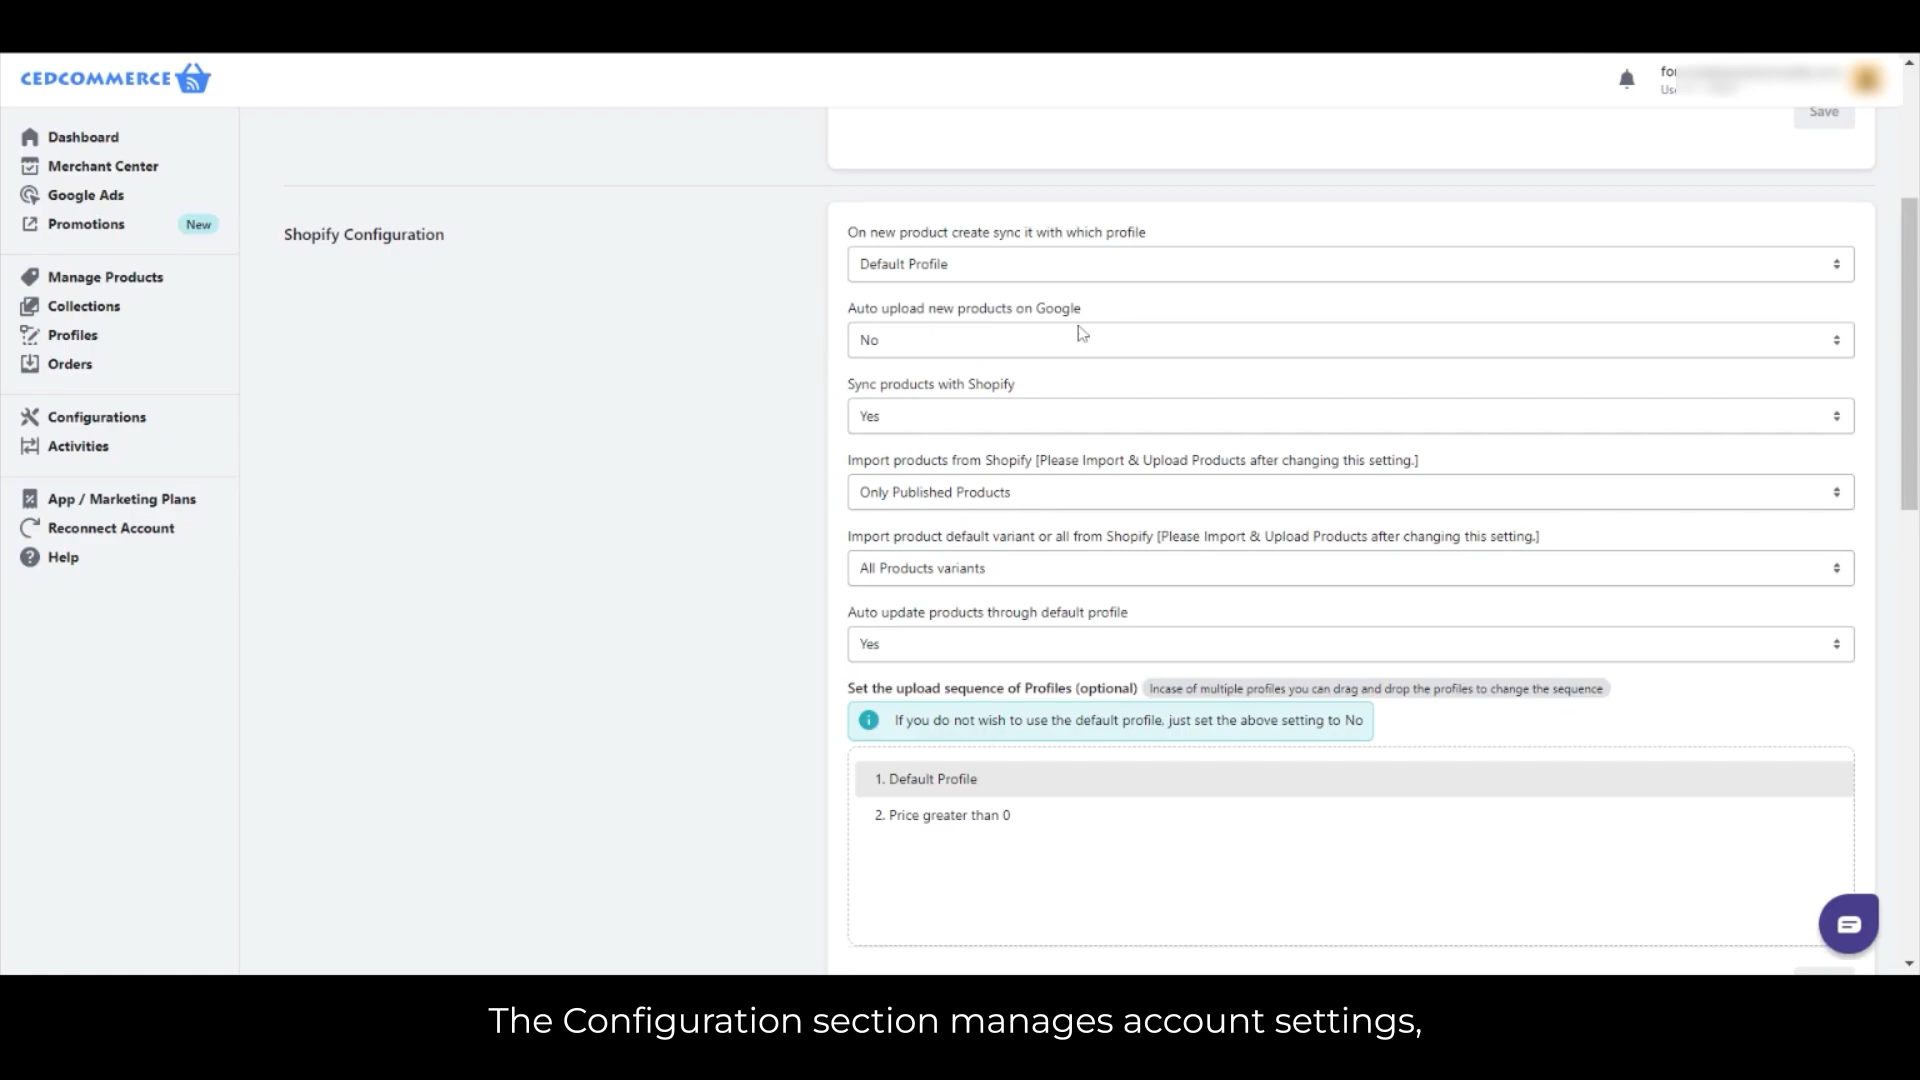 CEDCOMMERCE
Save
Dashboard
Merchant Center
Google Ads
Promotions New
Manage Products
Collections
Profiles
Orders
Configurations
Activities
App / Marketing Plans
Reconnect Account
Help
Shopify Configuration
On new product create sync it with which profile
Default Profile
Auto upload new products on Google
No
Sync products with Shopify
Yes
Import products from Shopify [Please Import & Upload Products after changing this setting.]
Only Published Products
Import product default variant or all from Shopify [Please Import & Upload Products after changing this setting.]
All Products variants
Auto update products through default profile
Yes
Set the upload sequence of Profiles (optional) Incase of multiple profiles you can drag and drop the profiles to change the sequence
If you do not wish to use the default profile, just set the above setting to No
1. Default Profile
2. Price greater than 0
The Configuration section manages account settings,